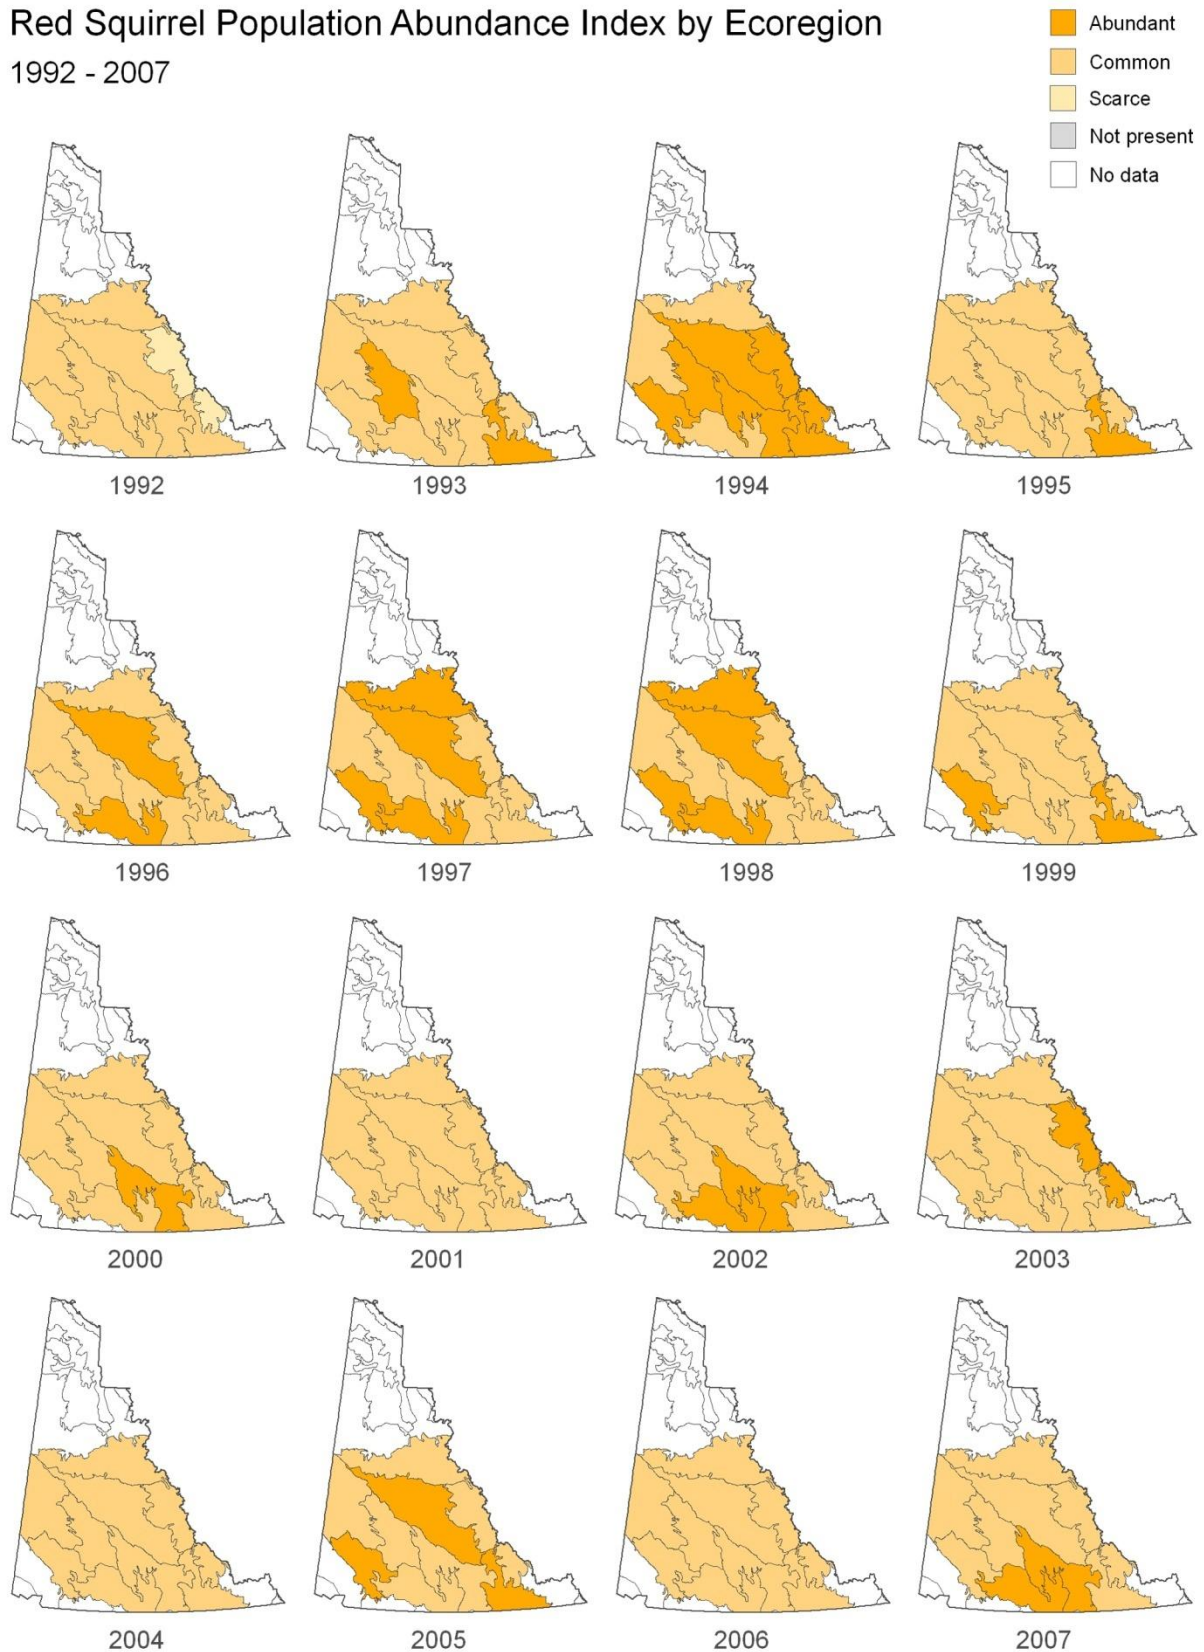 Red Squirrel Population Abundance Index by Ecoregion
1992 - 2007
Abundant
Common
Scarce
Not present
No data
1992
1993
1994
1995
1996
1997
1998
1999
2000
2001
2002
2003
2004
2005
2006
2007